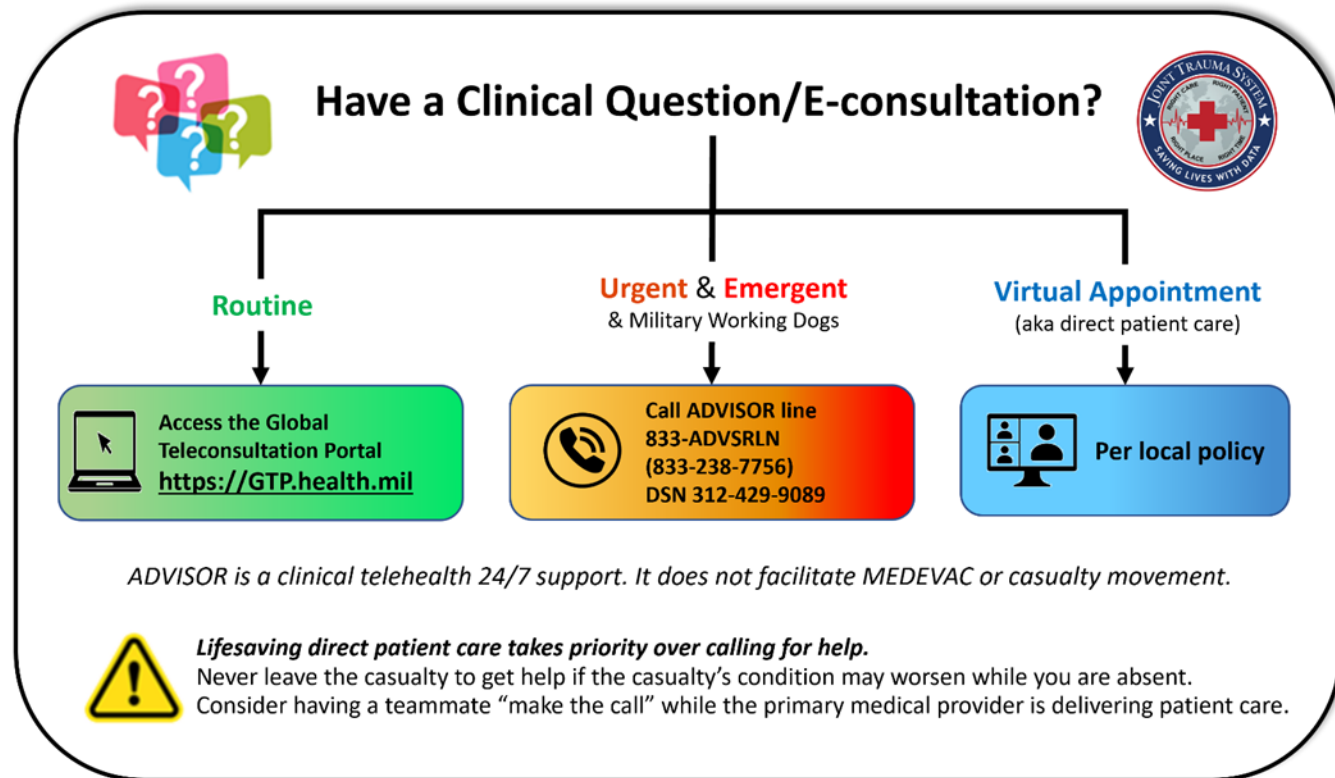 Have a Clinical Question/E-consultation?
JOINT TRAUMA SYSTEM
RIGHT CARE
RIGHT PATIENT
RIGHT PLACE
RIGHT TIME
SAVING LIVES WITH DATA
? ? ? ?
Routine
Urgent & Emergent
& Military Working Dogs
Virtual Appointment
(aka direct patient care)
Access the Global
Teleconsultation Portal
https://GTP.health.mil
Call ADVISOR line
833-ADVSRLN
(833-238-7756)
DSN 312-429-9089
Per local policy
ADVISOR is a clinical telehealth 24/7 support. It does not facilitate MEDEVAC or casualty movement.
!
Lifesaving direct patient care takes priority over calling for help.
Never leave the casualty to get help if the casualty's condition may worsen while you are absent.
Consider having a teammate “make the call” while the primary medical provider is delivering patient care.